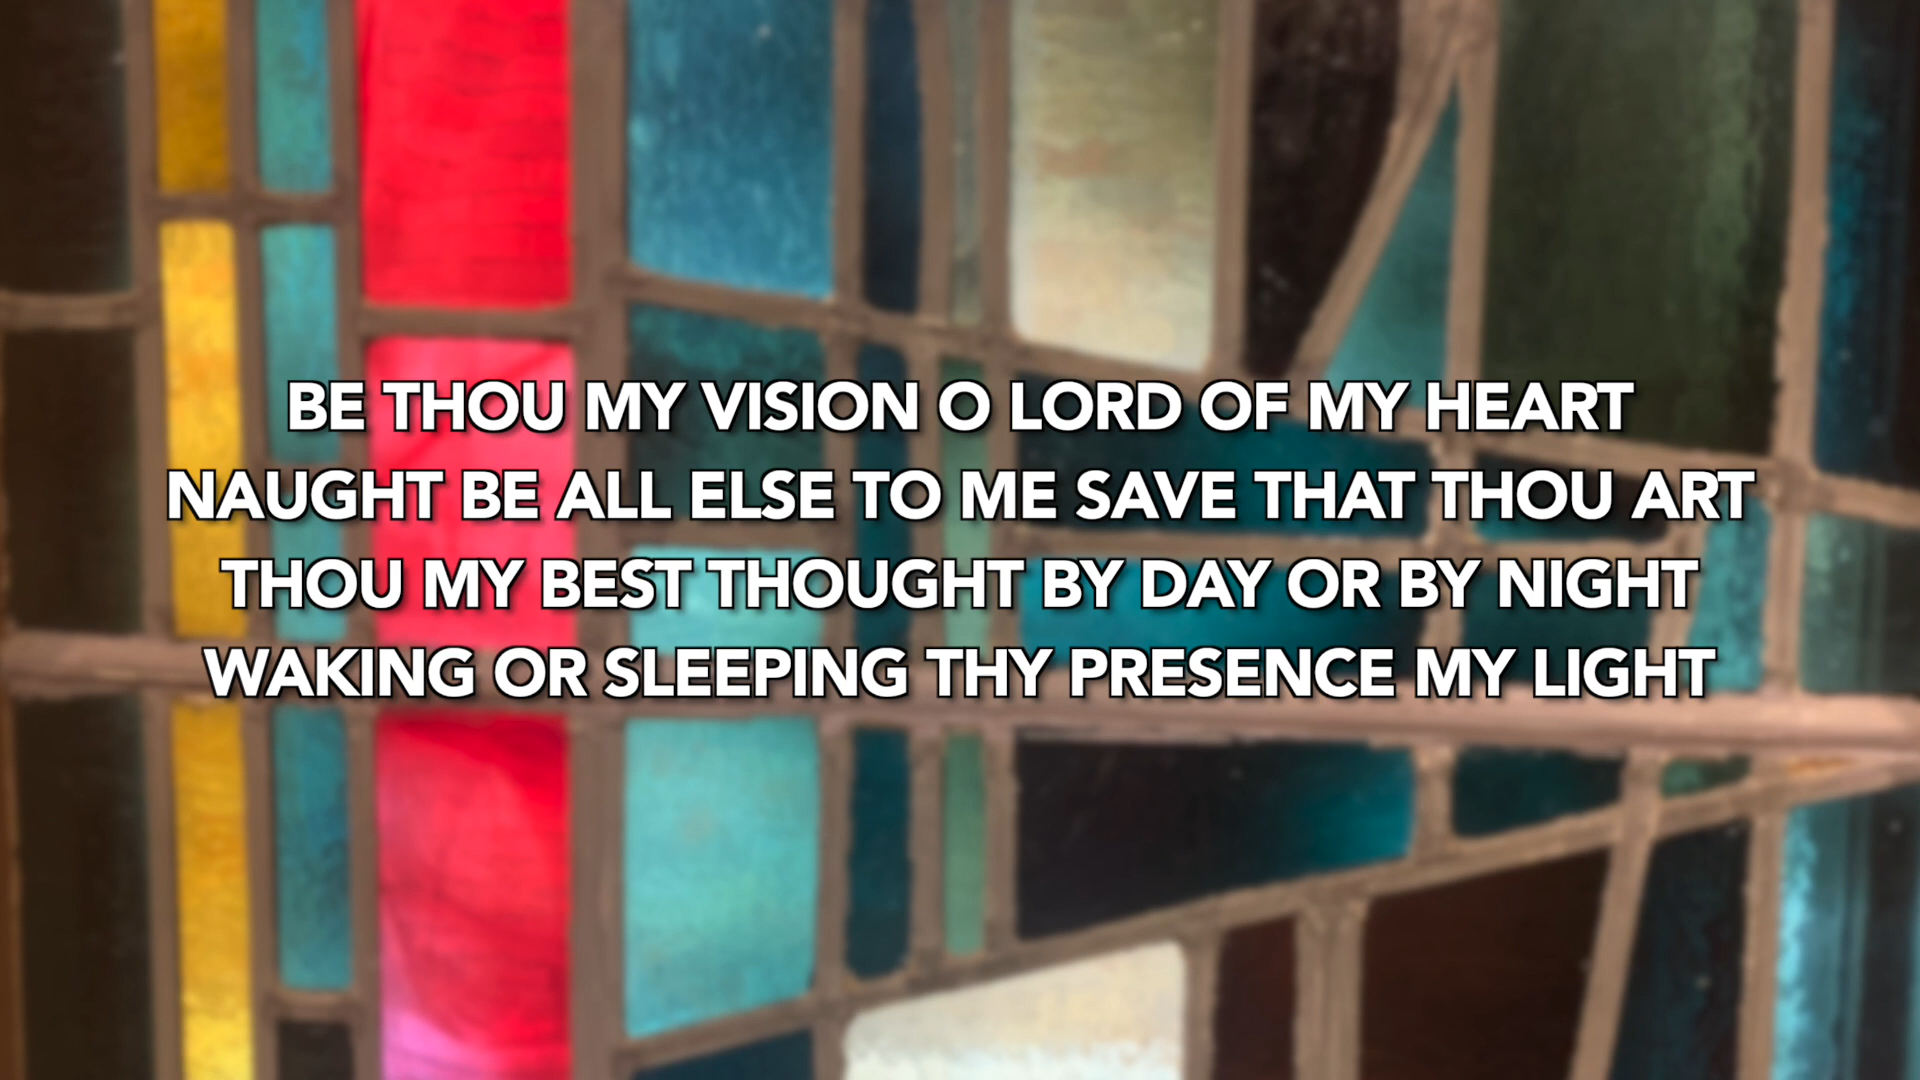 BE THOU MY VISION O LORD OF MY HEART
NAUGHT BE ALL ELSE TO ME SAVE THAT THOU ART
THOU MY BEST THOUGHT BY DAY OR BY NIGHT
WAKING OR SLEEPING THY PRESENCE MY LIGHT